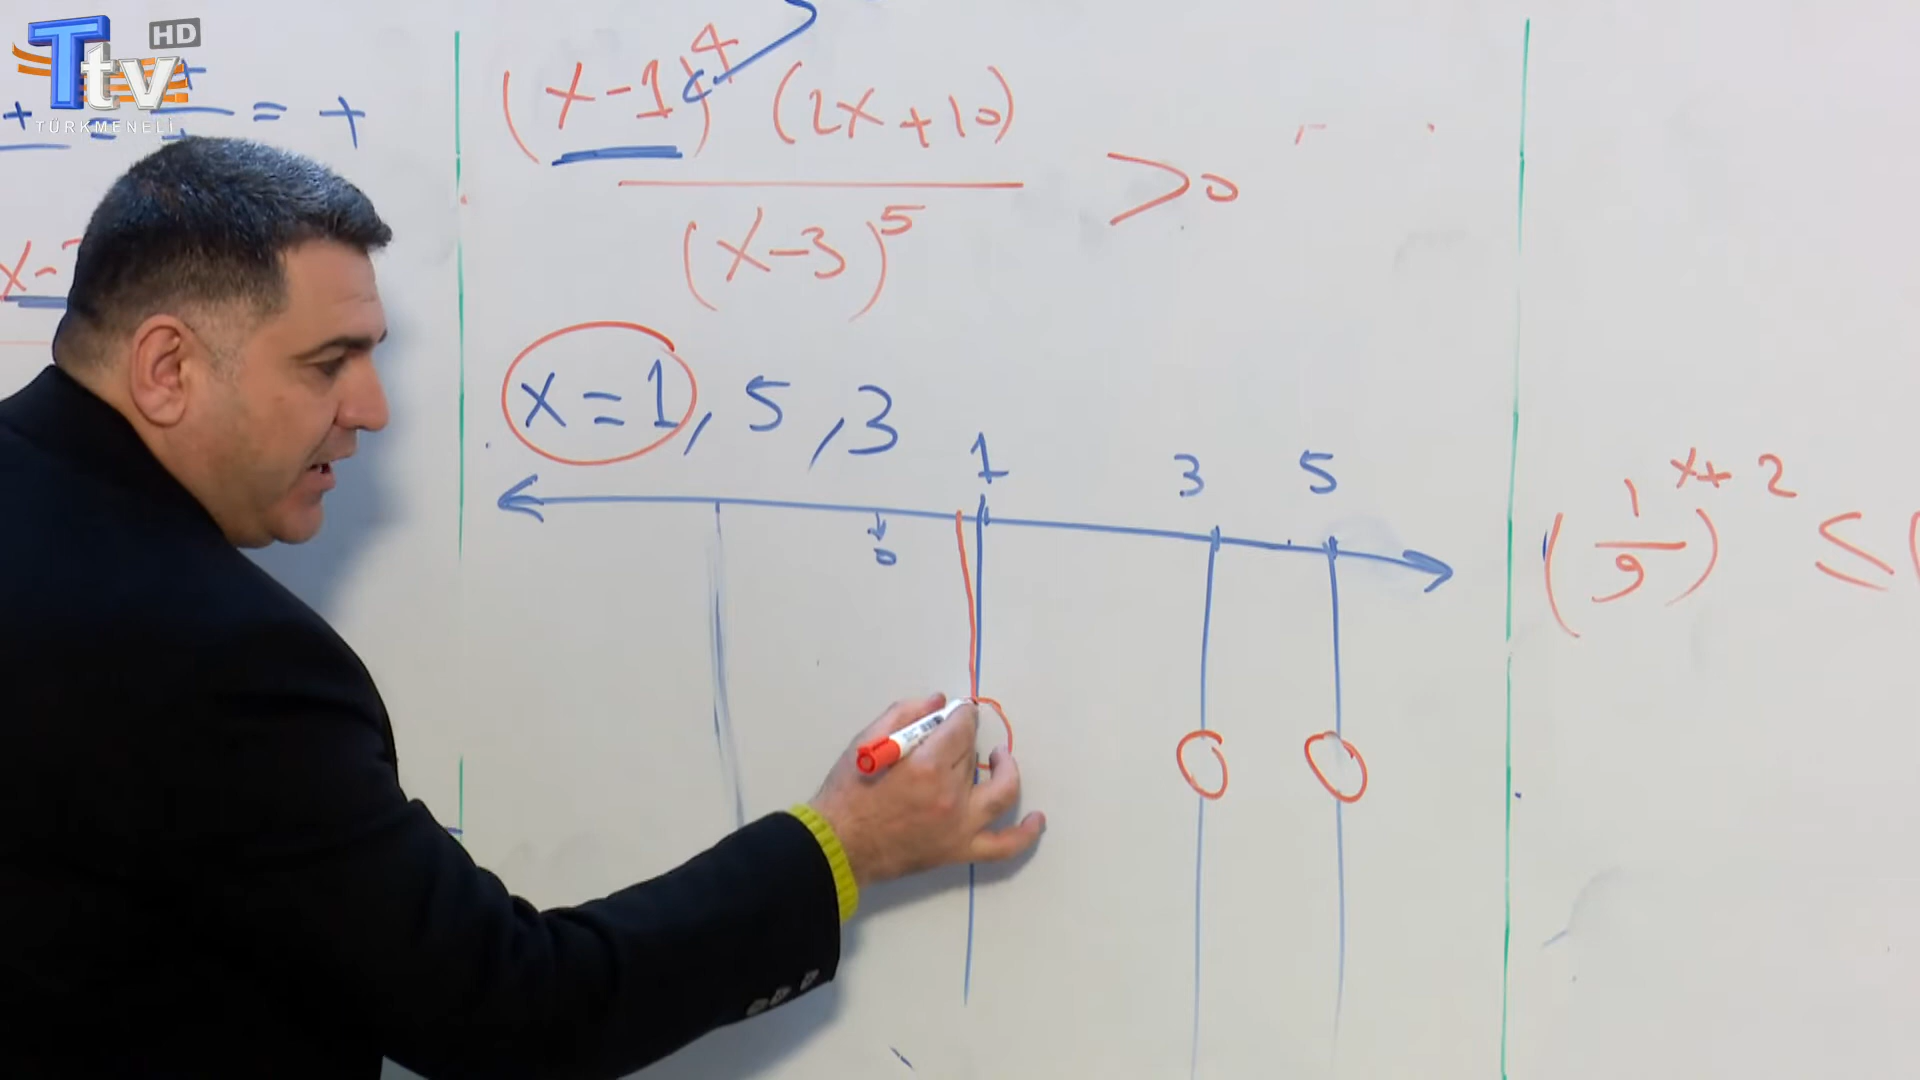 Ttv HD
TÜRKMENELİ
+ = + = +
(x-1)⁴ (2x+10)
> 0
(x-3)⁵
x-
x = 1, 5, 3
1 3 5
0
(1/9)^(x+2) ≤ (